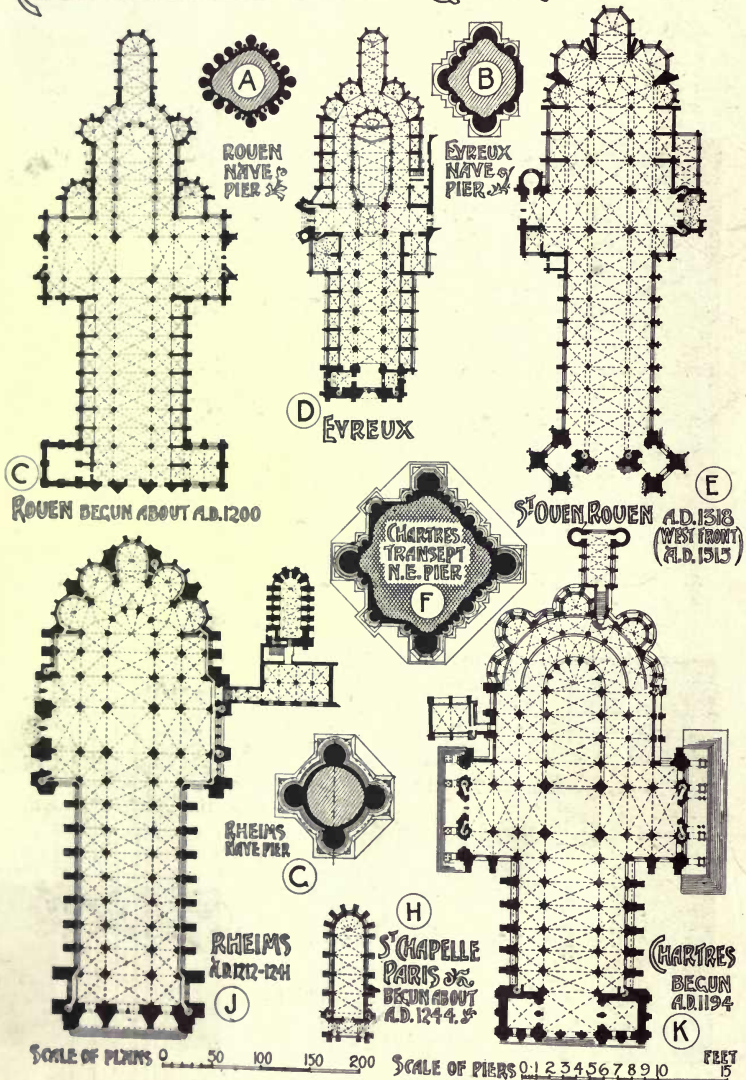 A
ROUEN
NAVE
PIER
B
EVREUX
NAVE
PIER
C
ROUEN BEGUN ABOUT A.D.1200
D
EVREUX
E
ST OUEN, ROUEN A.D.1318
(WEST FRONT
A.D.1515)
CHARTRES
TRANSEPT
N.E. PIER
F
RHEIMS
NAVE PIER
G
RHEIMS
A.D.1212-1241
J
H
ST CHAPELLE
PARIS
BEGUN ABOUT
A.D.1244.
CHARTRES
BEGUN
A.D.1194
K
SCALE OF PLANS 0 50 100 150 200
SCALE OF PIERS 0 1 2 3 4 5 6 7 8 9 10 15 FEET